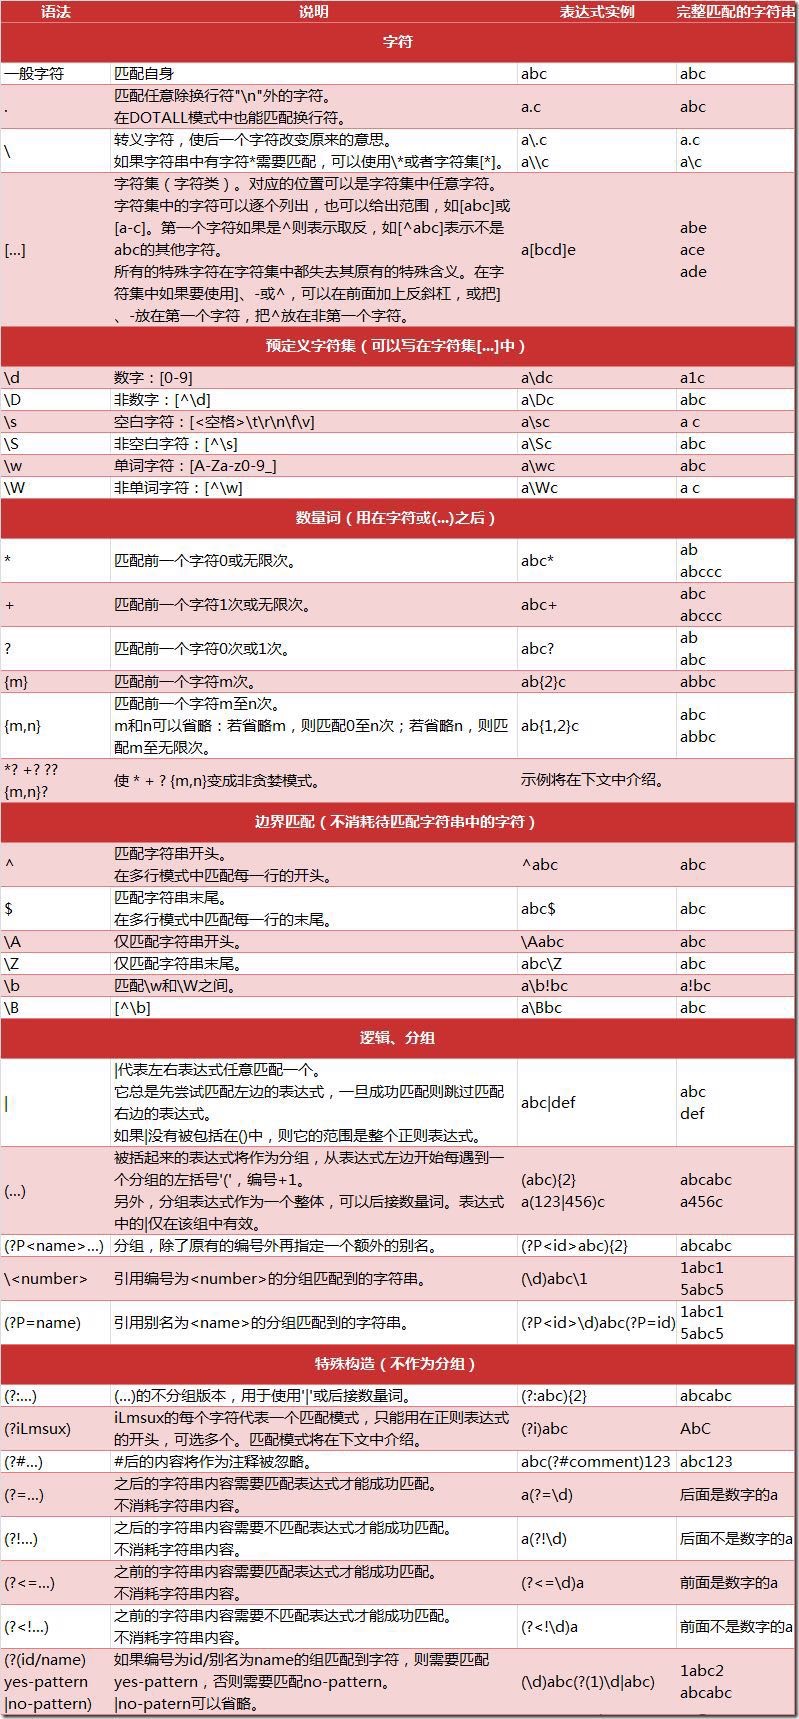 语法 说明 表达式实例 完整匹配的字符串
字符
一般字符 匹配自身 abc abc
. 匹配任意除换行符"\n"外的字符。
在DOTALL模式中也能匹配换行符。 a.c abc
\ 转义字符，使后一个字符改变原来的意思。
如果字符串中有字符*需要匹配，可以使用\*或者字符集[*]。 a\.c
a\\c a.c
a\c
[...] 字符集（字符类）。对应的位置可以是字符集中任意字符。
字符集中的字符可以逐个列出，也可以给出范围，如[abc]或
[a-c]。第一个字符如果是^则表示取反，如[^abc]表示不是
abc的其他字符。
所有的特殊字符在字符集中都失去其原有的特殊含义。在字
符集中如果要使用]、-或^，可以在前面加上反斜杠，或把]
、-放在第一个字符，把^放在非第一个字符。 a[bcd]e abe
ace
ade
预定义字符集（可以写在字符集[...]中）
\d 数字：[0-9] a\dc a1c
\D 非数字：[^\d] a\Dc abc
\s 空白字符：[<空格>\t\r\n\f\v] a\sc a c
\S 非空白字符：[^\s] a\Sc abc
\w 单词字符：[A-Za-z0-9_] a\wc abc
\W 非单词字符：[^\w] a\Wc a c
数量词（用在字符或(...)之后）
* 匹配前一个字符0或无限次。 abc* ab
abccc
+ 匹配前一个字符1次或无限次。 abc+ abc
abccc
? 匹配前一个字符0次或1次。 abc? ab
abc
{m} 匹配前一个字符m次。 ab{2}c abbc
{m,n} 匹配前一个字符m至n次。
m和n可以省略：若省略m，则匹配0至n次；若省略n，则匹
配m至无限次。 ab{1,2}c abc
abbc
*? +? ??
{m,n}? 使 * + ? {m,n}变成非贪婪模式。 示例将在下文中介绍。
边界匹配（不消耗待匹配字符串中的字符）
^ 匹配字符串开头。
在多行模式中匹配每一行的开头。 ^abc abc
$ 匹配字符串末尾。
在多行模式中匹配每一行的末尾。 abc$ abc
\A 仅匹配字符串开头。 \Aabc abc
\Z 仅匹配字符串末尾。 abc\Z abc
\b 匹配\w和\W之间。 a\b!bc a!bc
\B [^\b] a\Bbc abc
逻辑、分组
| |代表左右表达式任意匹配一个。
它总是先尝试匹配左边的表达式，一旦成功匹配则跳过匹配
右边的表达式。
如果|没有被包括在()中，则它的范围是整个正则表达式。 abc|def abc
def
(...) 被括起来的表达式将作为分组，从表达式左边开始每遇到一
个分组的左括号'('，编号+1。
另外，分组表达式作为一个整体，可以后接数量词。表达式
中的|仅在该组中有效。 (abc){2}
a(123|456)c abcabc
a456c
(?P<name>...) 分组，除了原有的编号外再指定一个额外的别名。 (?P<id>abc){2} abcabc
\<number> 引用编号为<number>的分组匹配到的字符串。 (\d)abc\1 1abc1
5abc5
(?P=name) 引用别名为<name>的分组匹配到的字符串。 (?P<id>\d)abc(?P=id) 1abc1
5abc5
特殊构造（不作为分组）
(?:...) (...)的不分组版本，用于使用'|'或后接数量词。 (?:abc){2} abcabc
(?iLmsux) iLmsux的每个字符代表一个匹配模式，只能用在正则表达式
的开头，可选多个。匹配模式将在下文中介绍。 (?i)abc AbC
(?#...) #后的内容将作为注释被忽略。 abc(?#comment)123 abc123
(?=...) 之后的字符串内容需要匹配表达式才能成功匹配。
不消耗字符串内容。 a(?=\d) 后面是数字的a
(?!...) 之后的字符串内容需要不匹配表达式才能成功匹配。
不消耗字符串内容。 a(?!\d) 后面不是数字的a
(?<=...) 之前的字符串内容需要匹配表达式才能成功匹配。
不消耗字符串内容。 (?<=\d)a 前面是数字的a
(?<!...) 之前的字符串内容需要不匹配表达式才能成功匹配。
不消耗字符串内容。 (?<!\d)a 前面不是数字的a
(?(id/name)
yes-pattern
|no-pattern) 如果编号为id/别名为name的组匹配到字符，则需要匹配
yes-pattern，否则需要匹配no-pattern。
|no-patern可以省略。 (\d)abc(?(1)\d|abc) 1abc2
abcabc